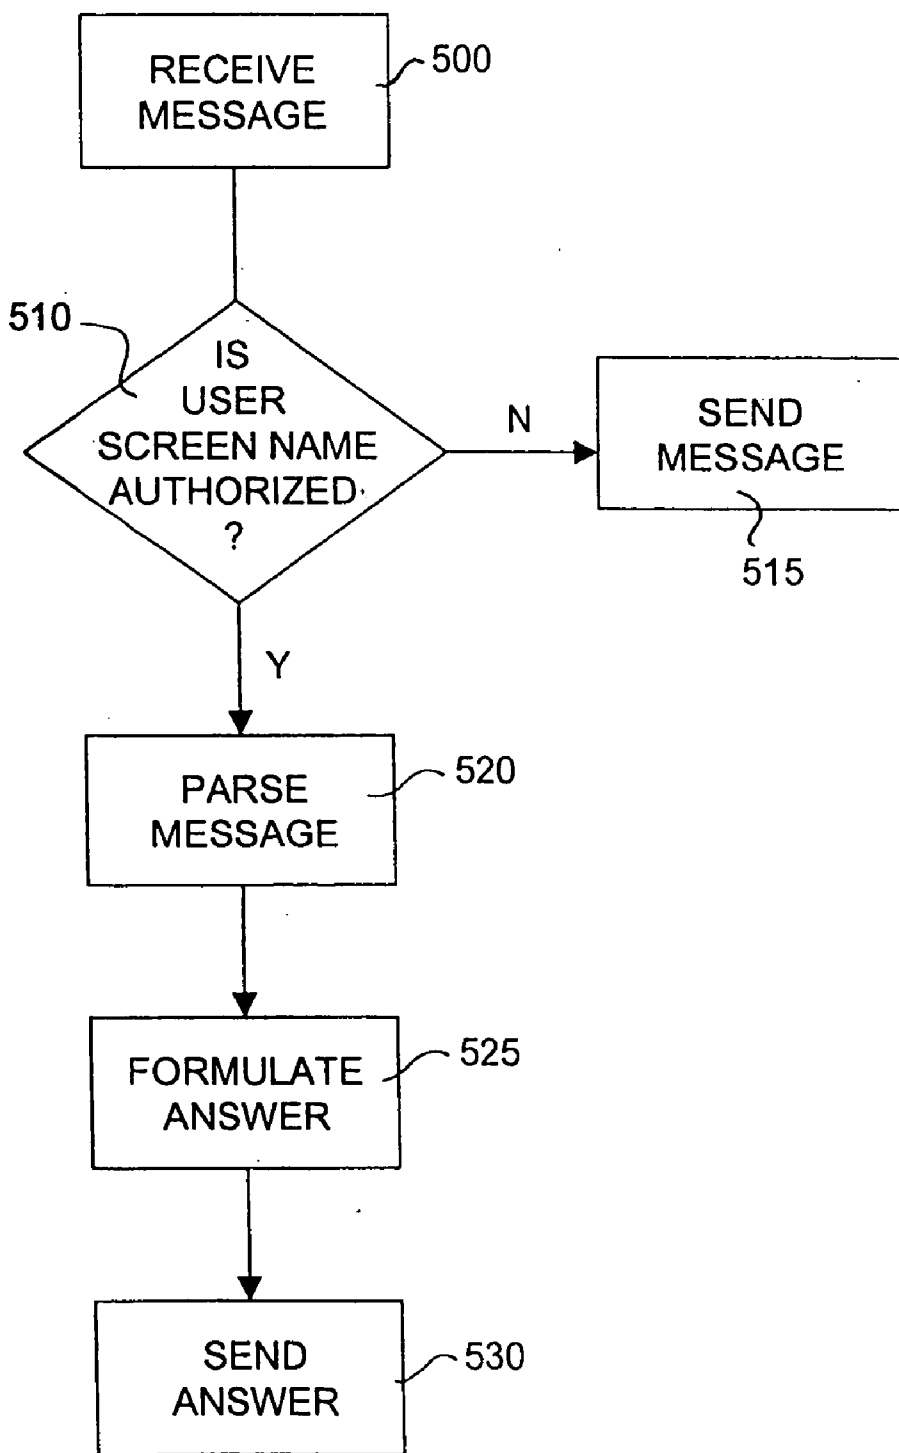 RECEIVE
MESSAGE
500
510
IS
USER
SCREEN NAME
AUTHORIZED
?
N
SEND
MESSAGE
515
Y
PARSE
MESSAGE
520
FORMULATE
ANSWER
525
SEND
ANSWER
530